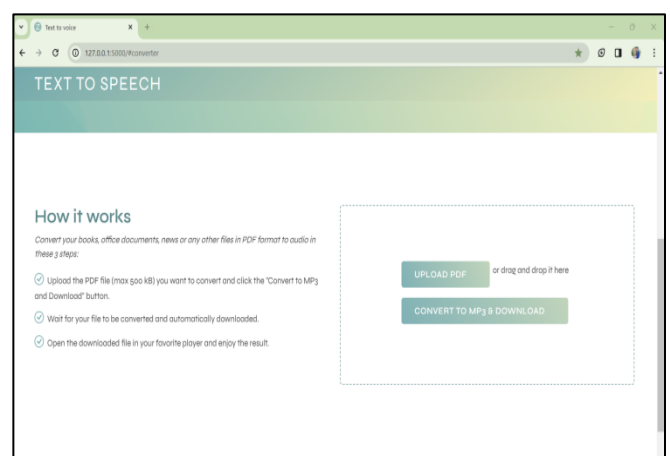 Text to voice
127.0.0.1:5000/#converter
TEXT TO SPEECH
How it works
Convert your books, office documents, news or any other files in PDF format to audio in
these 3 steps:
Upload the PDF file (max 500 kB) you want to convert and click the "Convert to MP3
and Download" button.
Wait for your file to be converted and automatically downloaded.
Open the downloaded file in your favorite player and enjoy the result.
UPLOAD PDF or drag and drop it here
CONVERT TO MP3 & DOWNLOAD